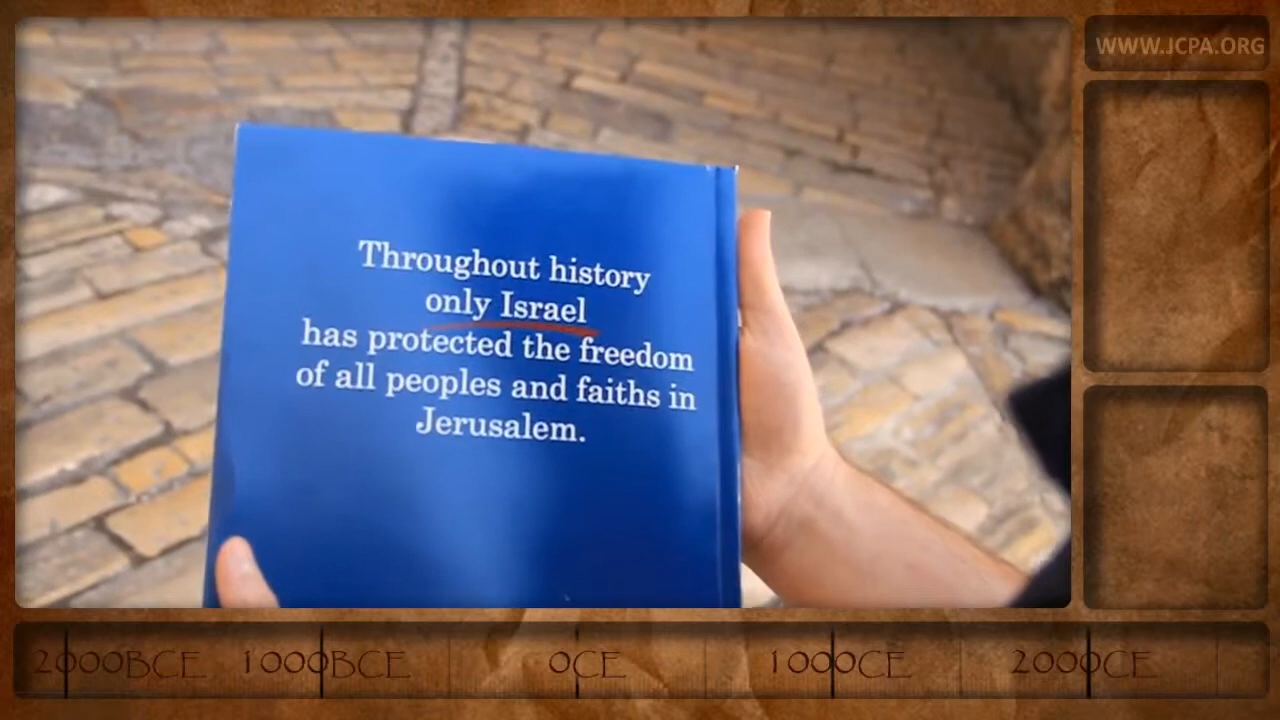 WWW.JCPA.ORG
Throughout history
only Israel
has protected the freedom
of all peoples and faiths in
Jerusalem.
2000BCE 1000BCE 0CE 1000CE 2000CE